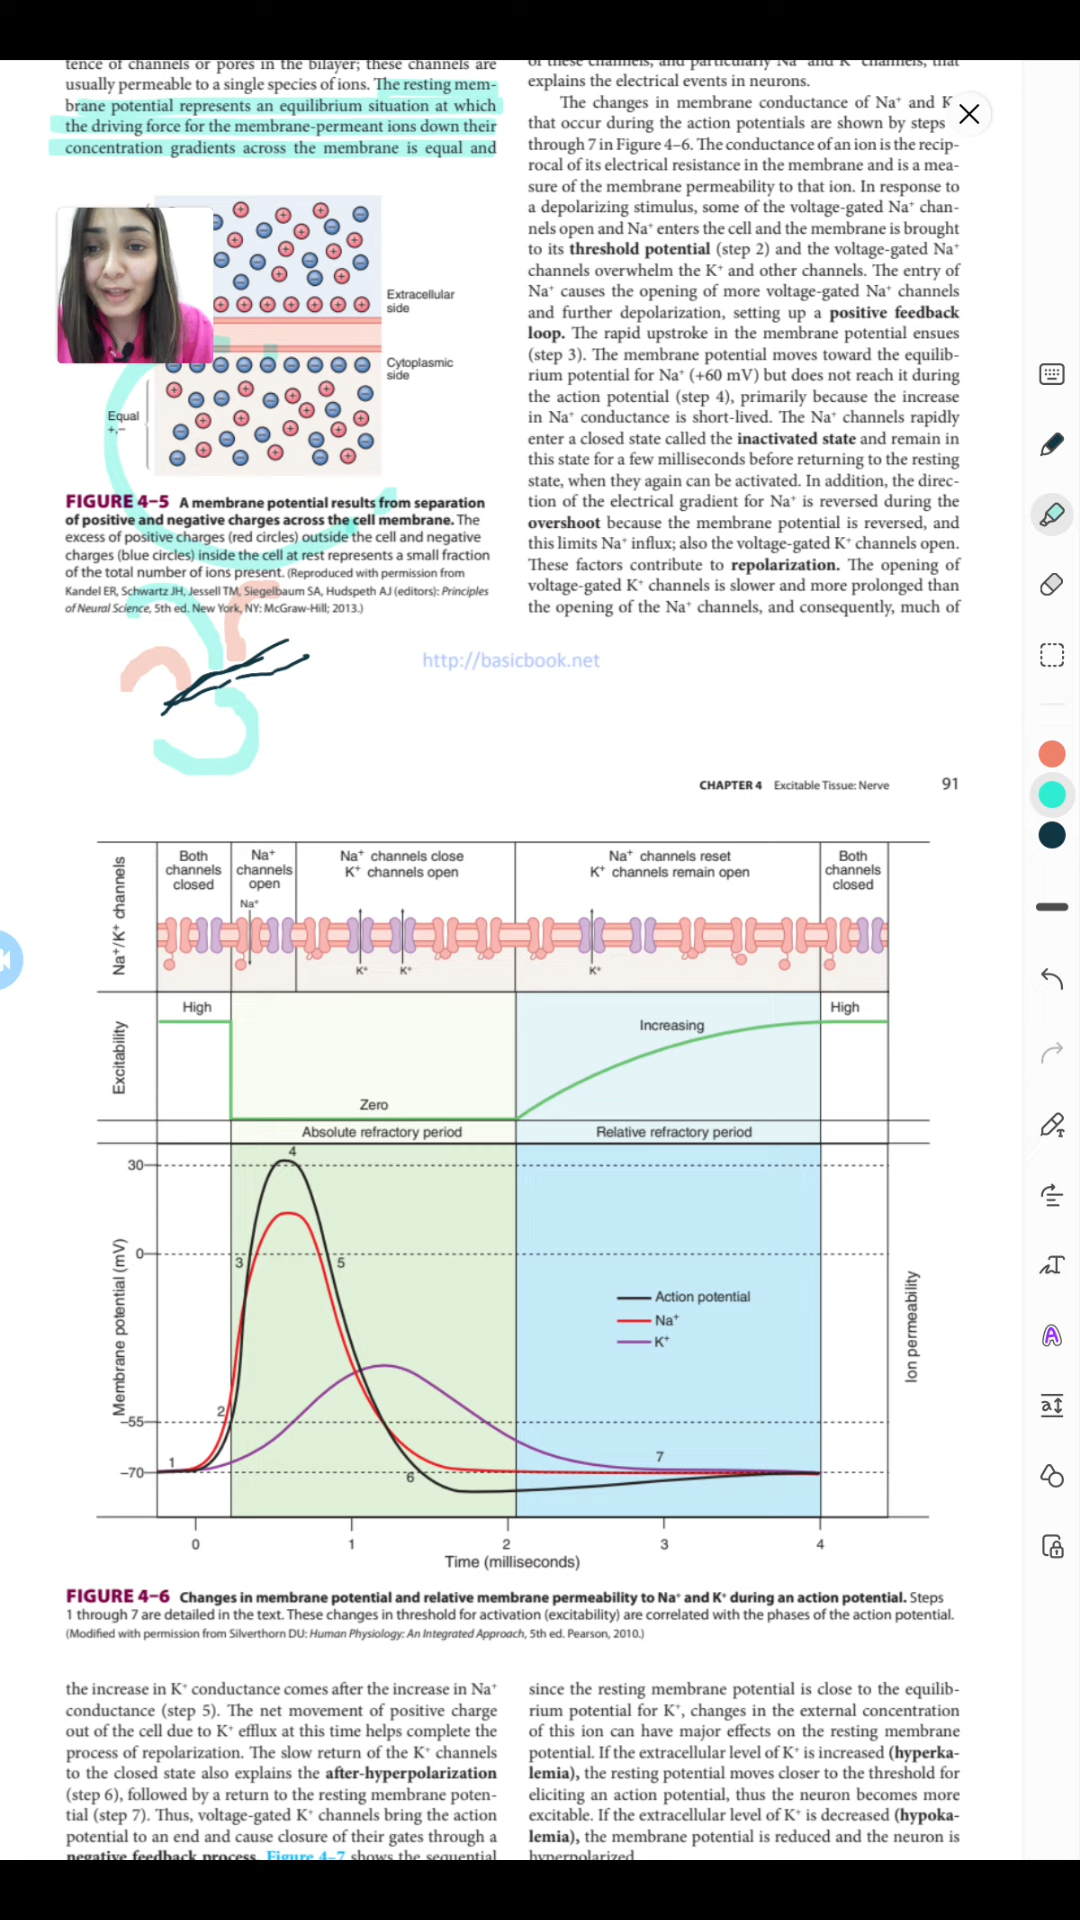 tence of channels or pores in the bilayer; these channels are
usually permeable to a single species of ions. The resting mem-
brane potential represents an equilibrium situation at which
the driving force for the membrane-permeant ions down their
concentration gradients across the membrane is equal and
Extracellular
side
Cytoplasmic
side
Equal
+,−
FIGURE 4–5 A membrane potential results from separation
of positive and negative charges across the cell membrane. The
excess of positive charges (red circles) outside the cell and negative
charges (blue circles) inside the cell at rest represents a small fraction
of the total number of ions present. (Reproduced with permission from
Kandel ER, Schwartz JH, Jessell TM, Siegelbaum SA, Hudspeth AJ (editors): Principles
of Neural Science, 5th ed. New York, NY: McGraw-Hill; 2013.)
of these channels, and particularly Na⁺ and K⁺ channels, that
explains the electrical events in neurons.
The changes in membrane conductance of Na⁺ and K
that occur during the action potentials are shown by steps
through 7 in Figure 4–6. The conductance of an ion is the recip-
rocal of its electrical resistance in the membrane and is a mea-
sure of the membrane permeability to that ion. In response to
a depolarizing stimulus, some of the voltage-gated Na⁺ chan-
nels open and Na⁺ enters the cell and the membrane is brought
to its threshold potential (step 2) and the voltage-gated Na⁺
channels overwhelm the K⁺ and other channels. The entry of
Na⁺ causes the opening of more voltage-gated Na⁺ channels
and further depolarization, setting up a positive feedback
loop. The rapid upstroke in the membrane potential ensues
(step 3). The membrane potential moves toward the equilib-
rium potential for Na⁺ (+60 mV) but does not reach it during
the action potential (step 4), primarily because the increase
in Na⁺ conductance is short-lived. The Na⁺ channels rapidly
enter a closed state called the inactivated state and remain in
this state for a few milliseconds before returning to the resting
state, when they again can be activated. In addition, the direc-
tion of the electrical gradient for Na⁺ is reversed during the
overshoot because the membrane potential is reversed, and
this limits Na⁺ influx; also the voltage-gated K⁺ channels open.
These factors contribute to repolarization. The opening of
voltage-gated K⁺ channels is slower and more prolonged than
the opening of the Na⁺ channels, and consequently, much of
http://basicbook.net
CHAPTER 4 Excitable Tissue: Nerve 91
Na⁺/K⁺ channels
Both
channels
closed
Na⁺
channels
open
Na⁺ channels close
K⁺ channels open
Na⁺ channels reset
K⁺ channels remain open
Both
channels
closed
Na⁺
K⁺ K⁺ K⁺
Excitability
High
Zero
Increasing
High
Absolute refractory period
Relative refractory period
Membrane potential (mV)
30
0
−55
−70
1
2
3
4
5
6
7
Action potential
Na⁺
K⁺
Ion permeability
0 1 2 3 4
Time (milliseconds)
FIGURE 4–6 Changes in membrane potential and relative membrane permeability to Na⁺ and K⁺ during an action potential. Steps
1 through 7 are detailed in the text. These changes in threshold for activation (excitability) are correlated with the phases of the action potential.
(Modified with permission from Silverthorn DU: Human Physiology: An Integrated Approach, 5th ed. Pearson, 2010.)
the increase in K⁺ conductance comes after the increase in Na⁺
conductance (step 5). The net movement of positive charge
out of the cell due to K⁺ efflux at this time helps complete the
process of repolarization. The slow return of the K⁺ channels
to the closed state also explains the after-hyperpolarization
(step 6), followed by a return to the resting membrane poten-
tial (step 7). Thus, voltage-gated K⁺ channels bring the action
potential to an end and cause closure of their gates through a
negative feedback process. Figure 4–7 shows the sequential
since the resting membrane potential is close to the equilib-
rium potential for K⁺, changes in the external concentration
of this ion can have major effects on the resting membrane
potential. If the extracellular level of K⁺ is increased (hyperka-
lemia), the resting potential moves closer to the threshold for
eliciting an action potential, thus the neuron becomes more
excitable. If the extracellular level of K⁺ is decreased (hypoka-
lemia), the membrane potential is reduced and the neuron is
hyperpolarized.